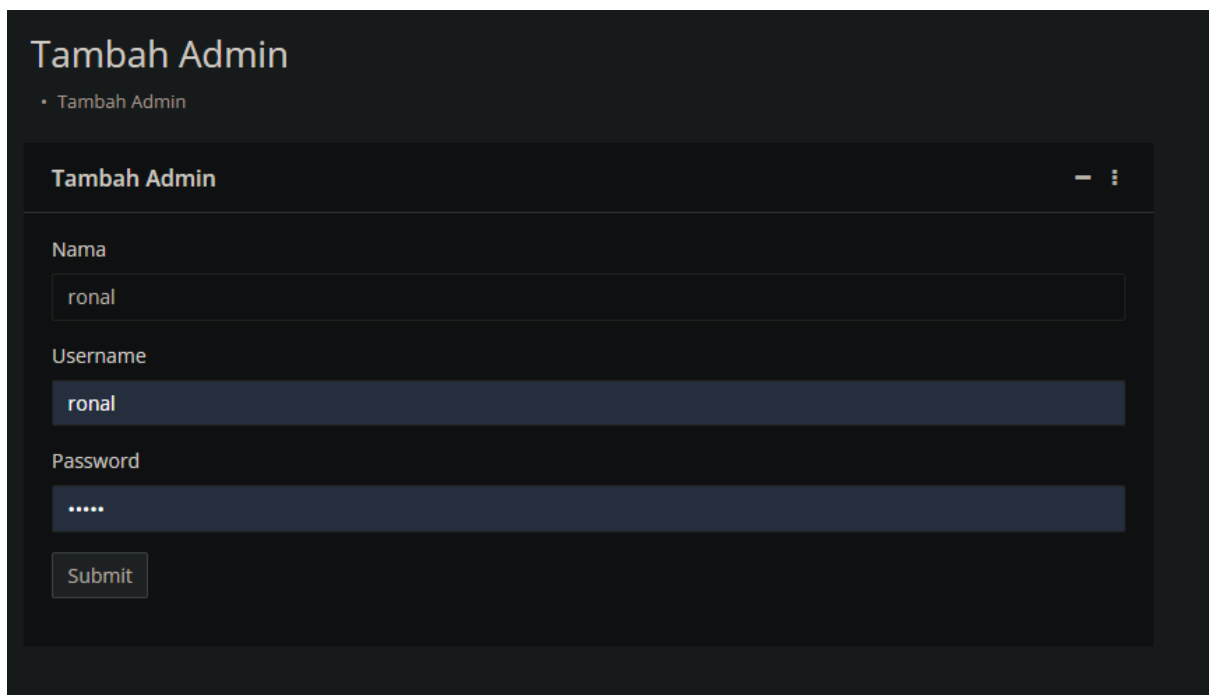 Tambah Admin
• Tambah Admin
Tambah Admin
Nama
ronal
Username
ronal
Password
•••••
Submit